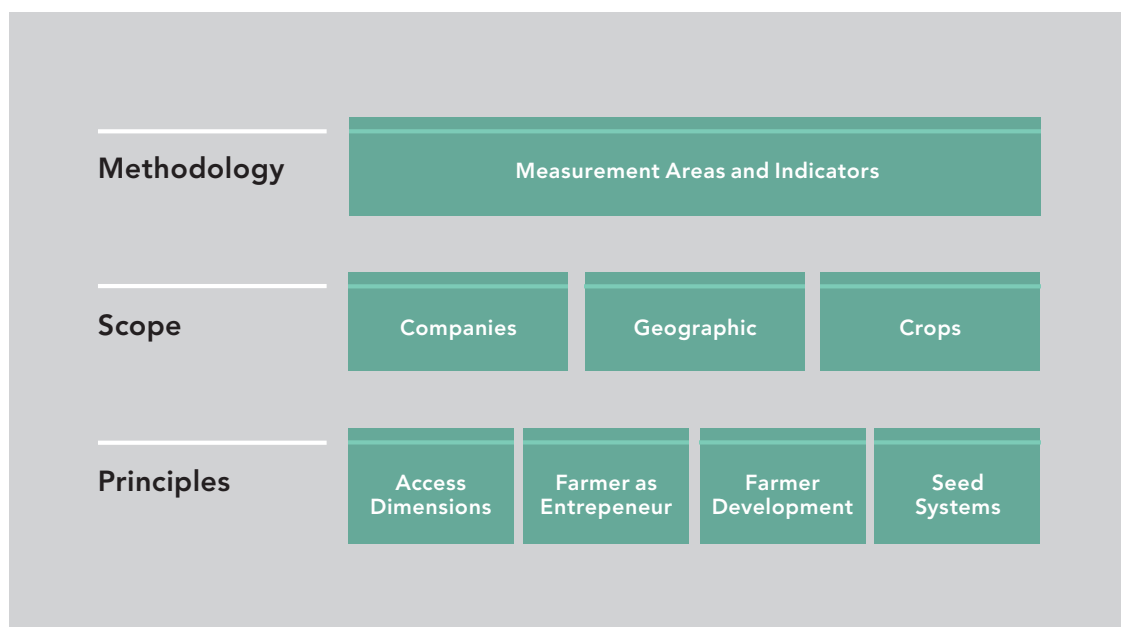 Methodology
Measurement Areas and Indicators
Scope
Companies
Geographic
Crops
Principles
Access
Dimensions
Farmer as
Entrepeneur
Farmer
Development
Seed
Systems